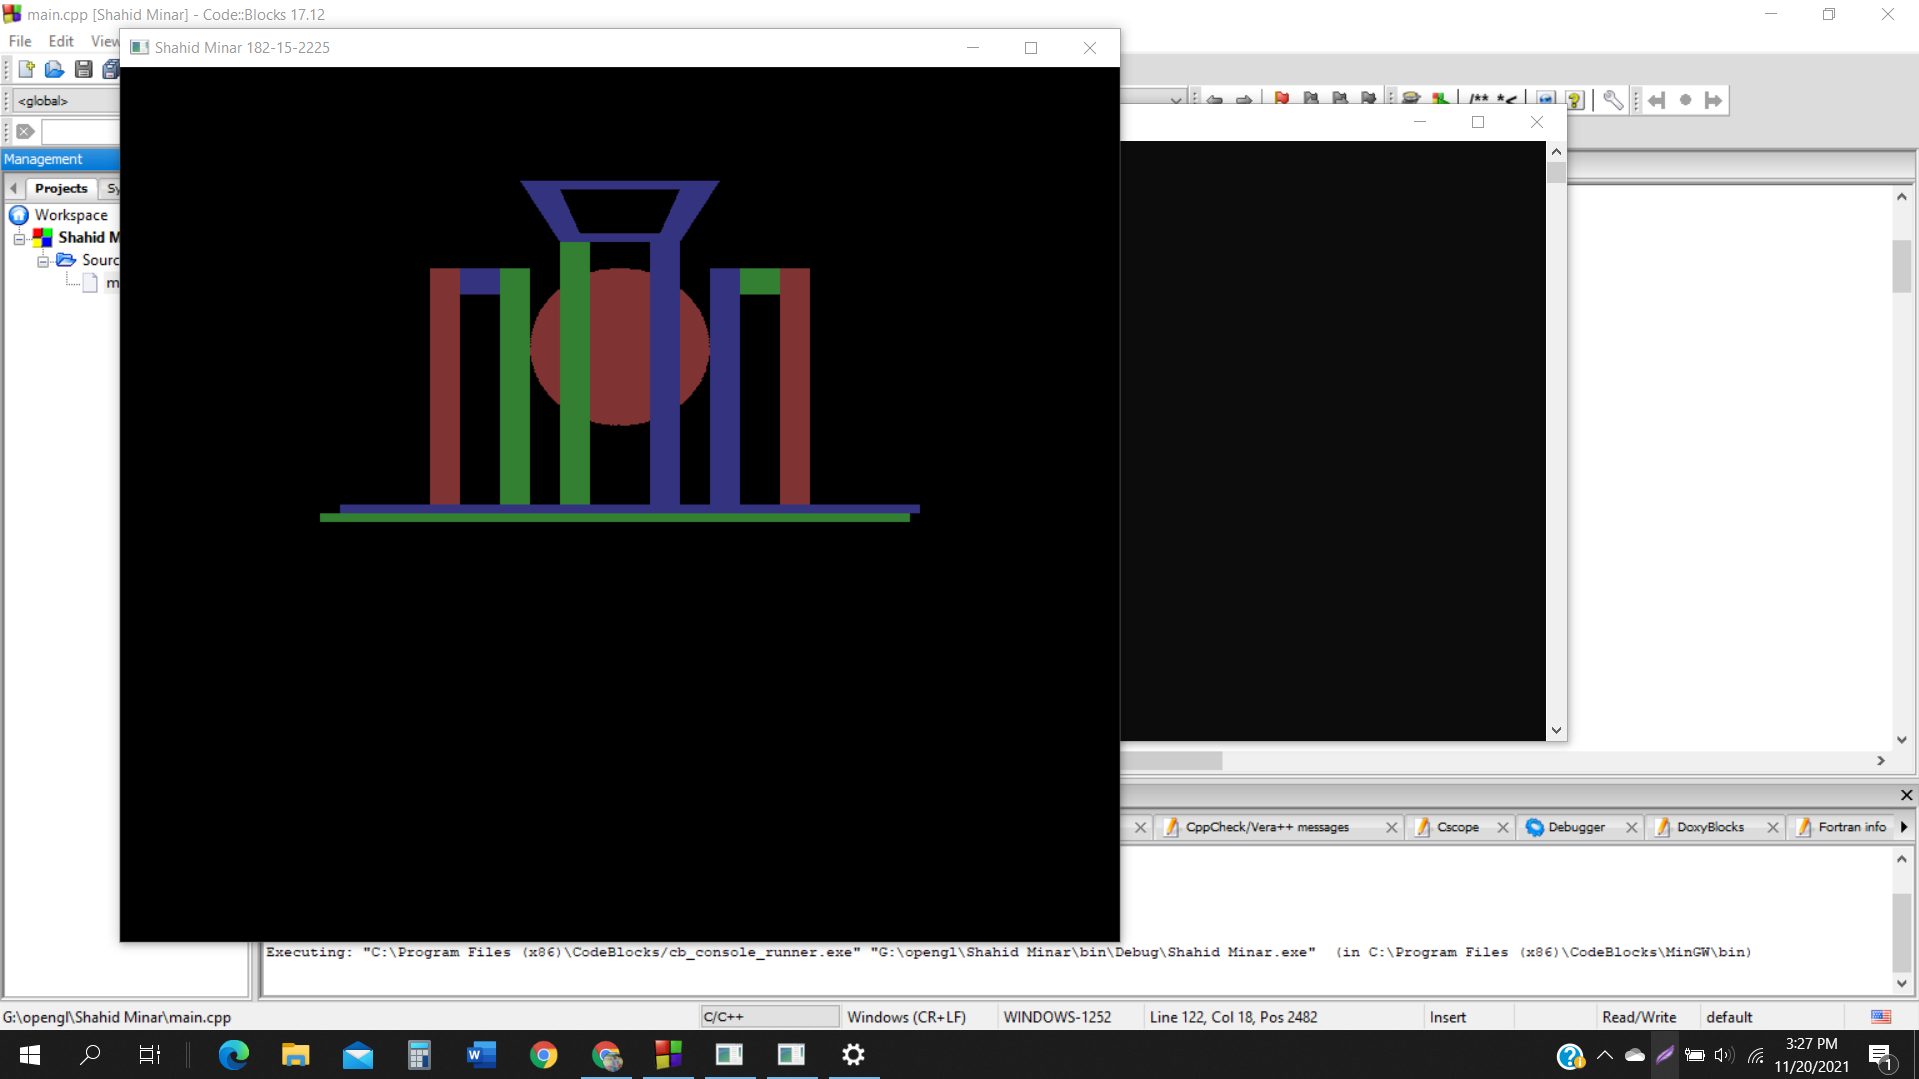 main.cpp [Shahid Minar] - Code::Blocks 17.12
File Edit View
Shahid Minar 182-15-2225
<global>
/** *<
Management
Projects Sy
Workspace
Shahid M
Sourc
m
CppCheck/Vera++ messages Cscope Debugger DoxyBlocks Fortran info
Executing: "C:\Program Files (x86)\CodeBlocks/cb_console_runner.exe" "G:\opengl\Shahid Minar\bin\Debug\Shahid Minar.exe" (in C:\Program Files (x86)\CodeBlocks\MinGW\bin)
G:\opengl\Shahid Minar\main.cpp C/C++ Windows (CR+LF) WINDOWS-1252 Line 122, Col 18, Pos 2482 Insert Read/Write default
3:27 PM
11/20/2021
1